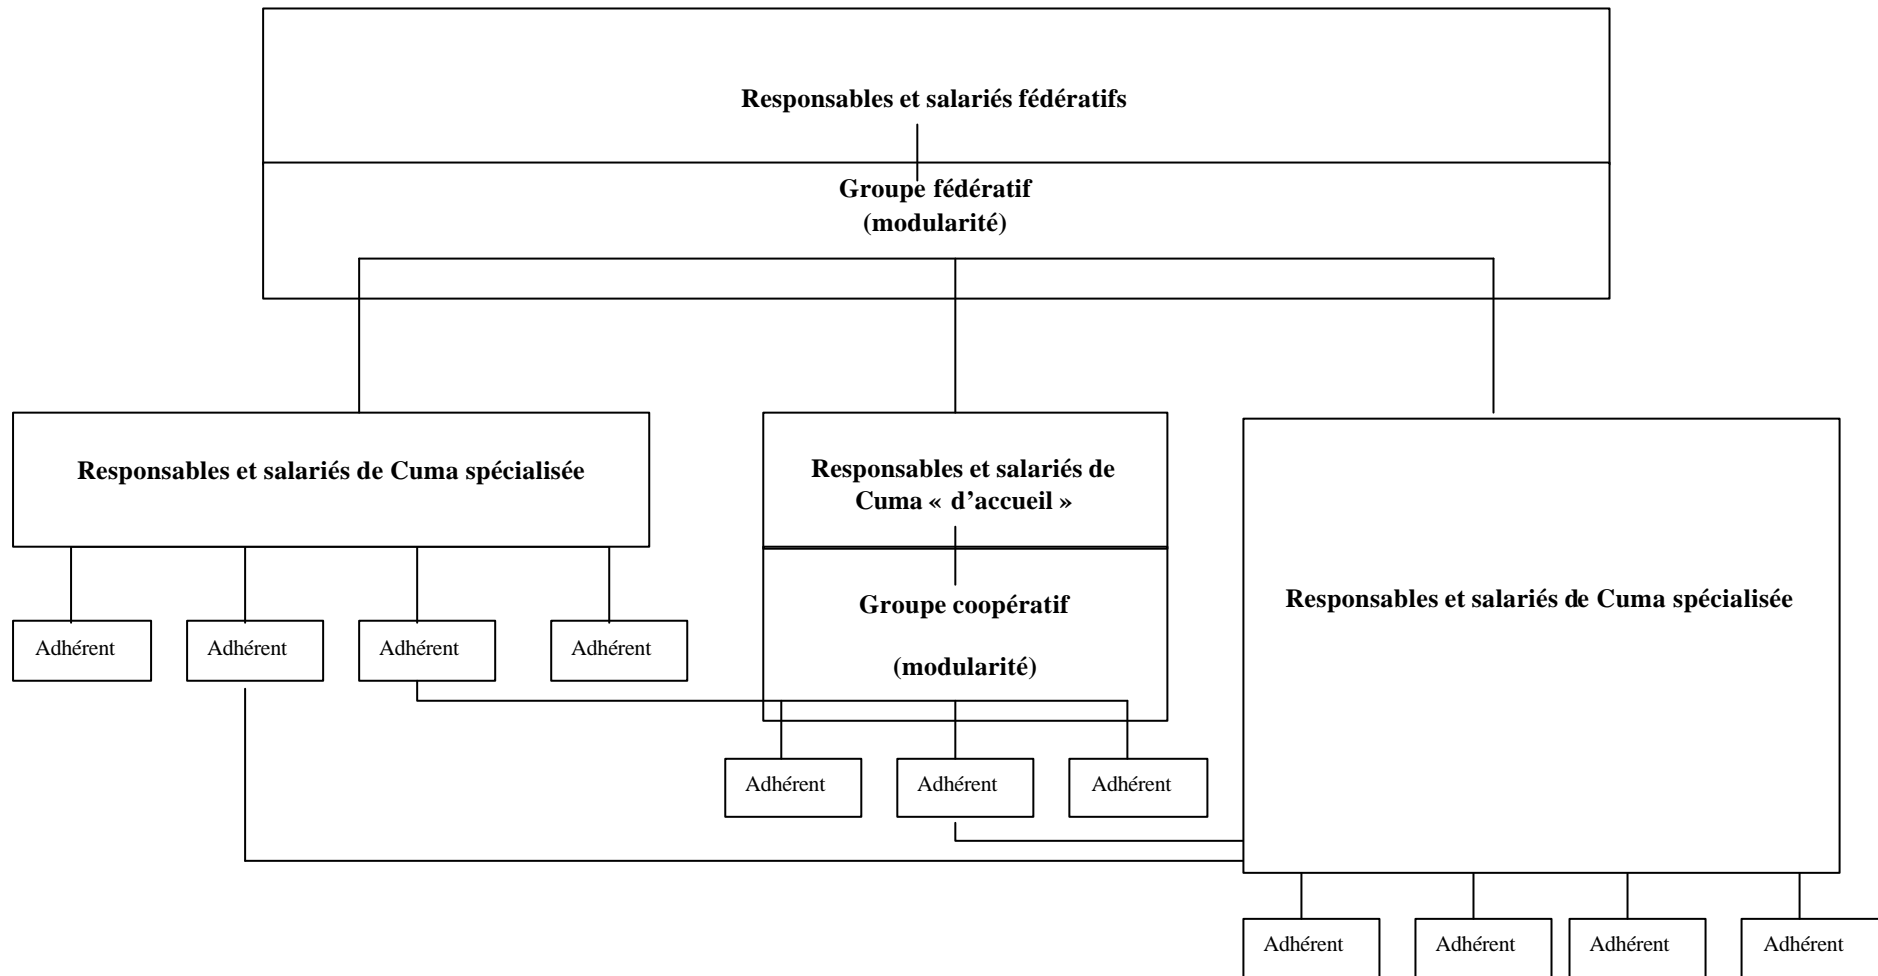 Responsables et salariés fédératifs
Groupe fédératif
(modularité)
Responsables et salariés de Cuma spécialisée
Responsables et salariés de
Cuma « d’accueil »
Groupe coopératif
(modularité)
Responsables et salariés de Cuma spécialisée
Adhérent
Adhérent
Adhérent
Adhérent
Adhérent
Adhérent
Adhérent
Adhérent
Adhérent
Adhérent
Adhérent